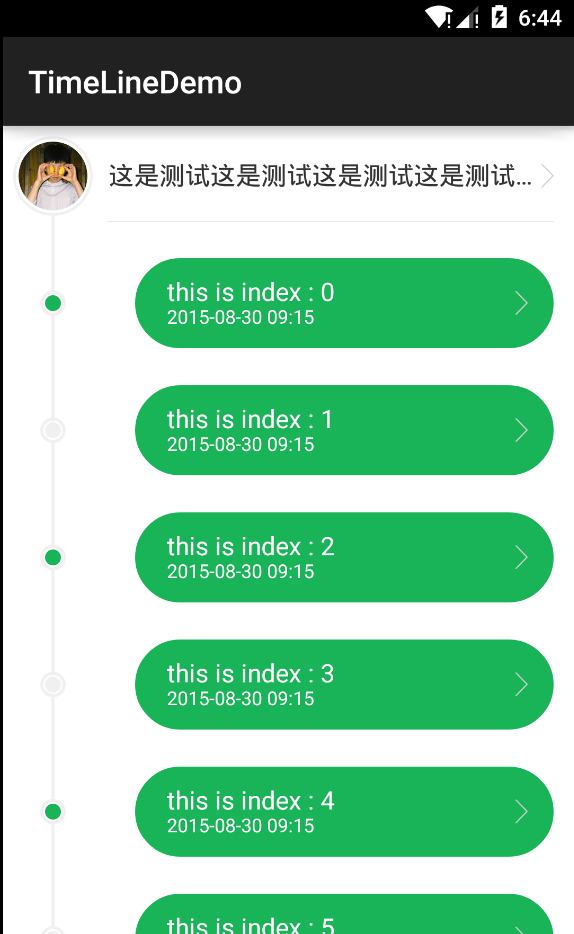 6:44
TimeLineDemo
这是测试这是测试这是测试这是测试...
this is index : 0
2015-08-30 09:15
this is index : 1
2015-08-30 09:15
this is index : 2
2015-08-30 09:15
this is index : 3
2015-08-30 09:15
this is index : 4
2015-08-30 09:15
this is index : 5